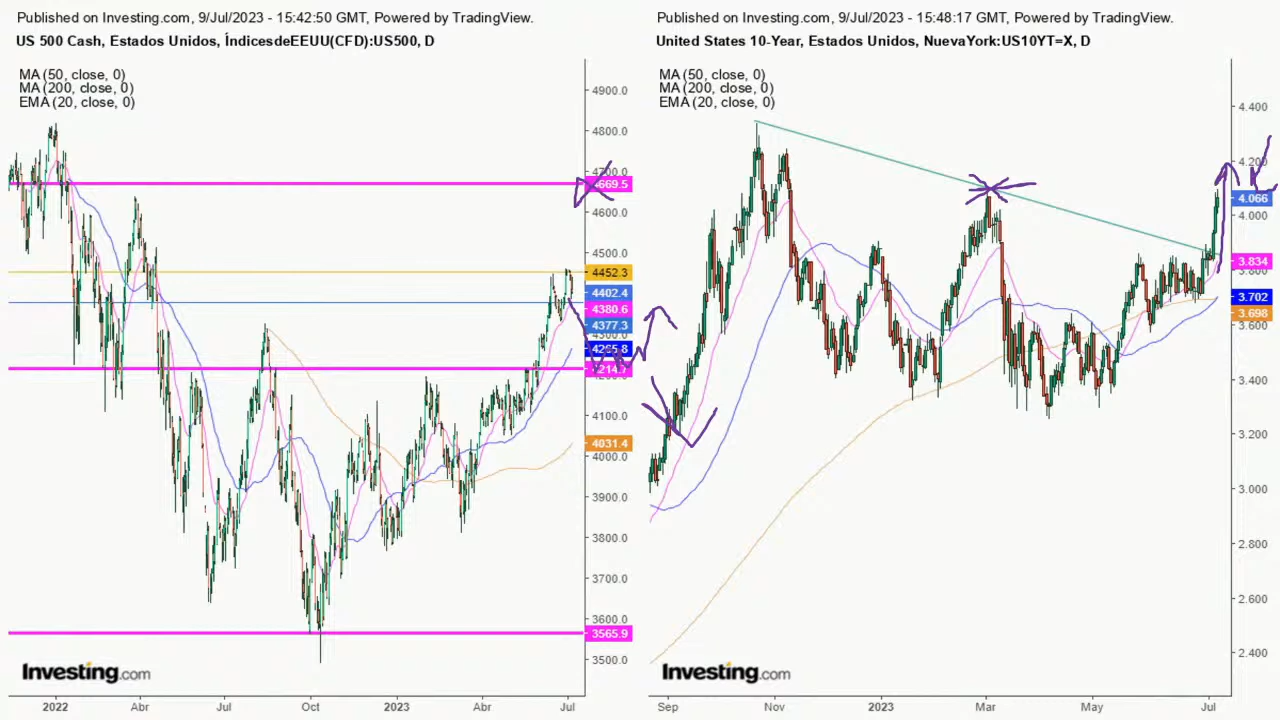 Published on Investing.com, 9/Jul/2023 - 15:42:50 GMT, Powered by TradingView.
US 500 Cash, Estados Unidos, ÍndicesdeEEUU(CFD):US500, D
MA (50, close, 0)
MA (200, close, 0)
EMA (20, close, 0)
4900.0
4800.0
4669.5
4600.0
4500.0
4452.3
4402.4
4380.6
4377.3
4300.0
4100.0
4031.4
4000.0
3900.0
3800.0
3700.0
3600.0
3565.9
3500.0
Investing.com
2022
Abr
Jul
Oct
2023
Abr
Jul
Published on Investing.com, 9/Jul/2023 - 15:48:17 GMT, Powered by TradingView.
United States 10-Year, Estados Unidos, NuevaYork:US10YT=X, D
MA (50, close, 0)
MA (200, close, 0)
EMA (20, close, 0)
4.400
4.200
4.066
4.000
3.834
3.800
3.702
3.698
3.600
3.400
3.200
3.000
2.800
2.600
2.400
Investing.com
Sep
Nov
2023
Mar
May
Jul